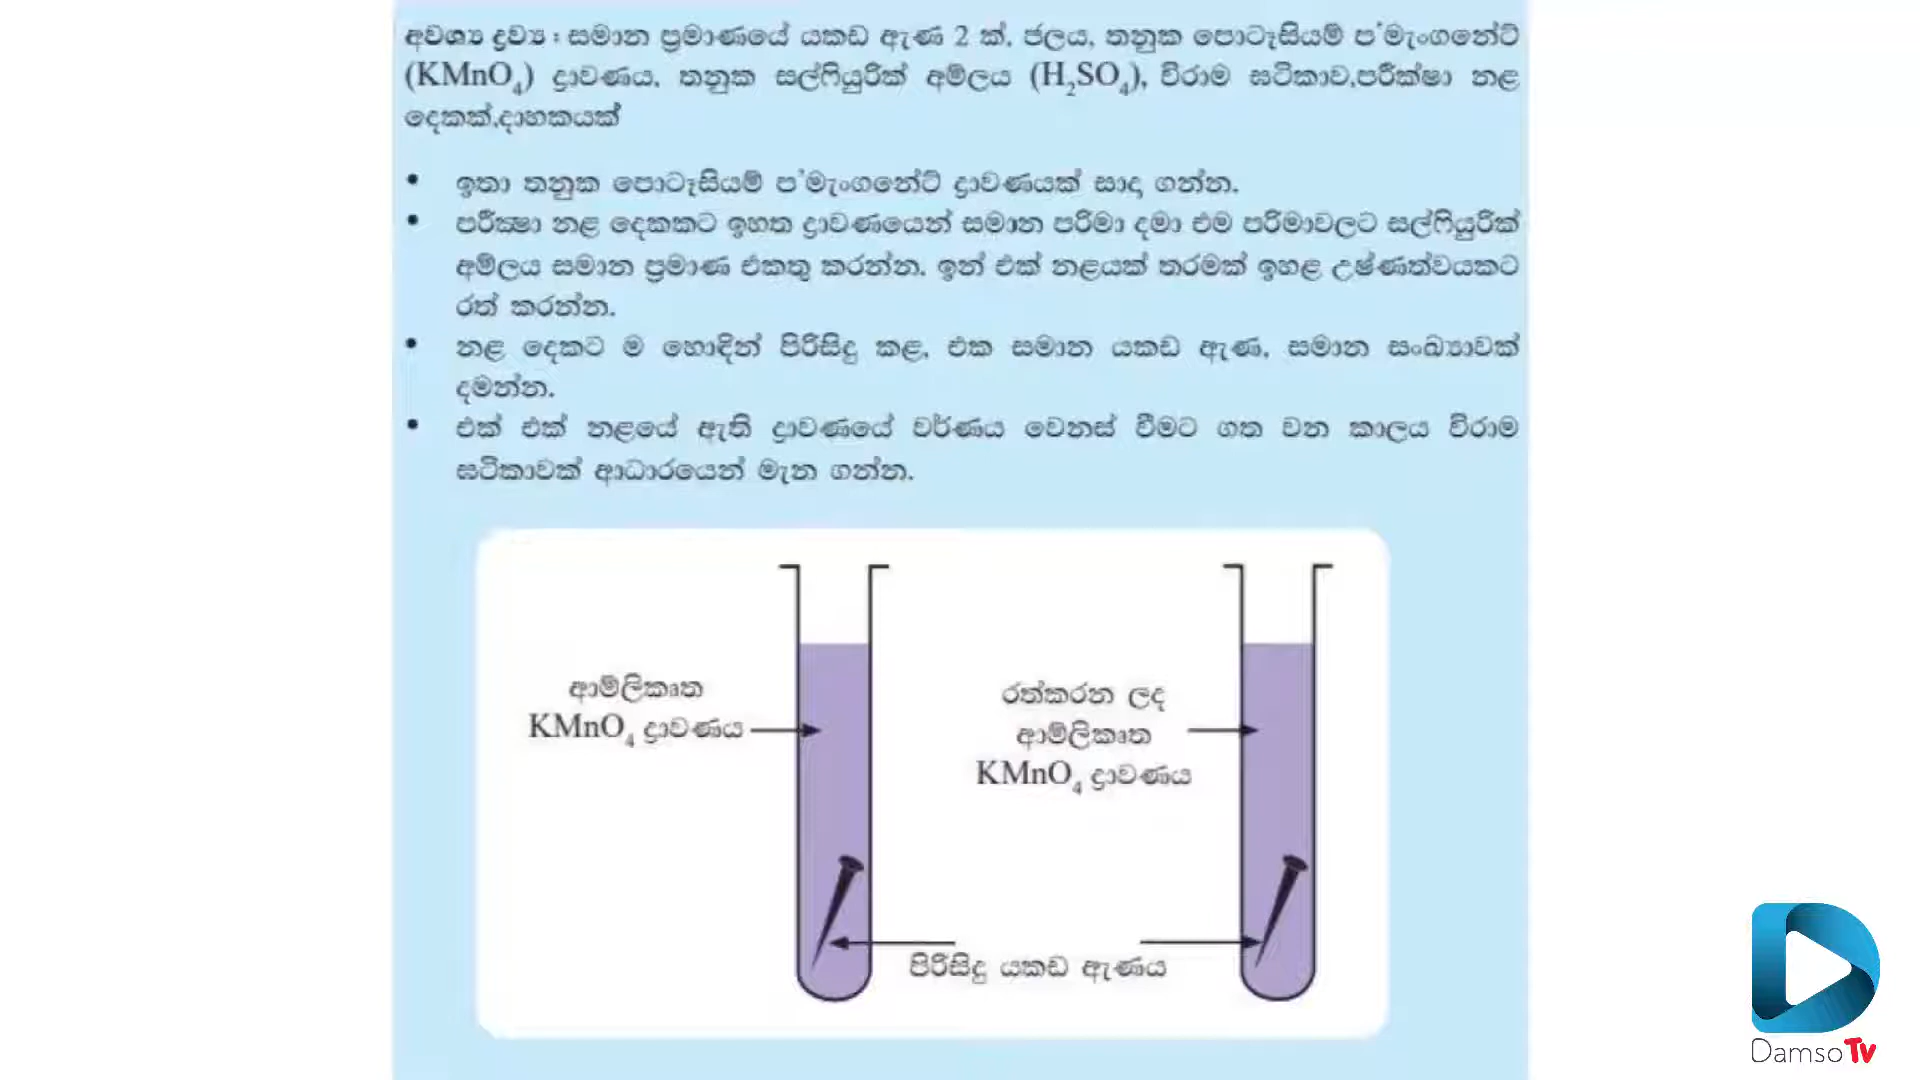 අවශ්‍ය ද්‍රව්‍ය : සමාන ප්‍රමාණයේ යකඩ ඇණ 2 ක්, ජලය, තනුක පොටෑසියම් ප'මැංගනේට්
(KMnO₄) ද්‍රාවණය, තනුක සල්ෆියුරික් අම්ලය (H₂SO₄), විරාම ඝටිකාව,පරීක්ෂා නළ
දෙකක්,දාහකයක්
• ඉතා තනුක පොටෑසියම් ප'මැංගනේට් ද්‍රාවණයක් සාදා ගන්න.
• පරීක්‍ෂා නළ දෙකකට ඉහත ද්‍රාවණයෙන් සමාන පරිමා දමා එම පරිමාවලට සල්ෆියුරික්
අම්ලය සමාන ප්‍රමාණ එකතු කරන්න. ඉන් එක් නළයක් තරමක් ඉහළ උෂ්ණත්වයකට
රත් කරන්න.
• නළ දෙකට ම හොඳින් පිරිසිදු කළ, එක සමාන යකඩ ඇණ, සමාන සංඛ්‍යාවක්
දමන්න.
• එක් එක් නළයේ ඇති ද්‍රාවණයේ වර්ණය වෙනස් වීමට ගත වන කාලය විරාම
ඝටිකාවක් ආධාරයෙන් මැන ගන්න.
ආම්ලිකෘත
KMnO₄ ද්‍රාවණය
රත්කරන ලද
ආම්ලිකෘත
KMnO₄ ද්‍රාවණය
පිරිසිදු යකඩ ඇණය
DamsoTv